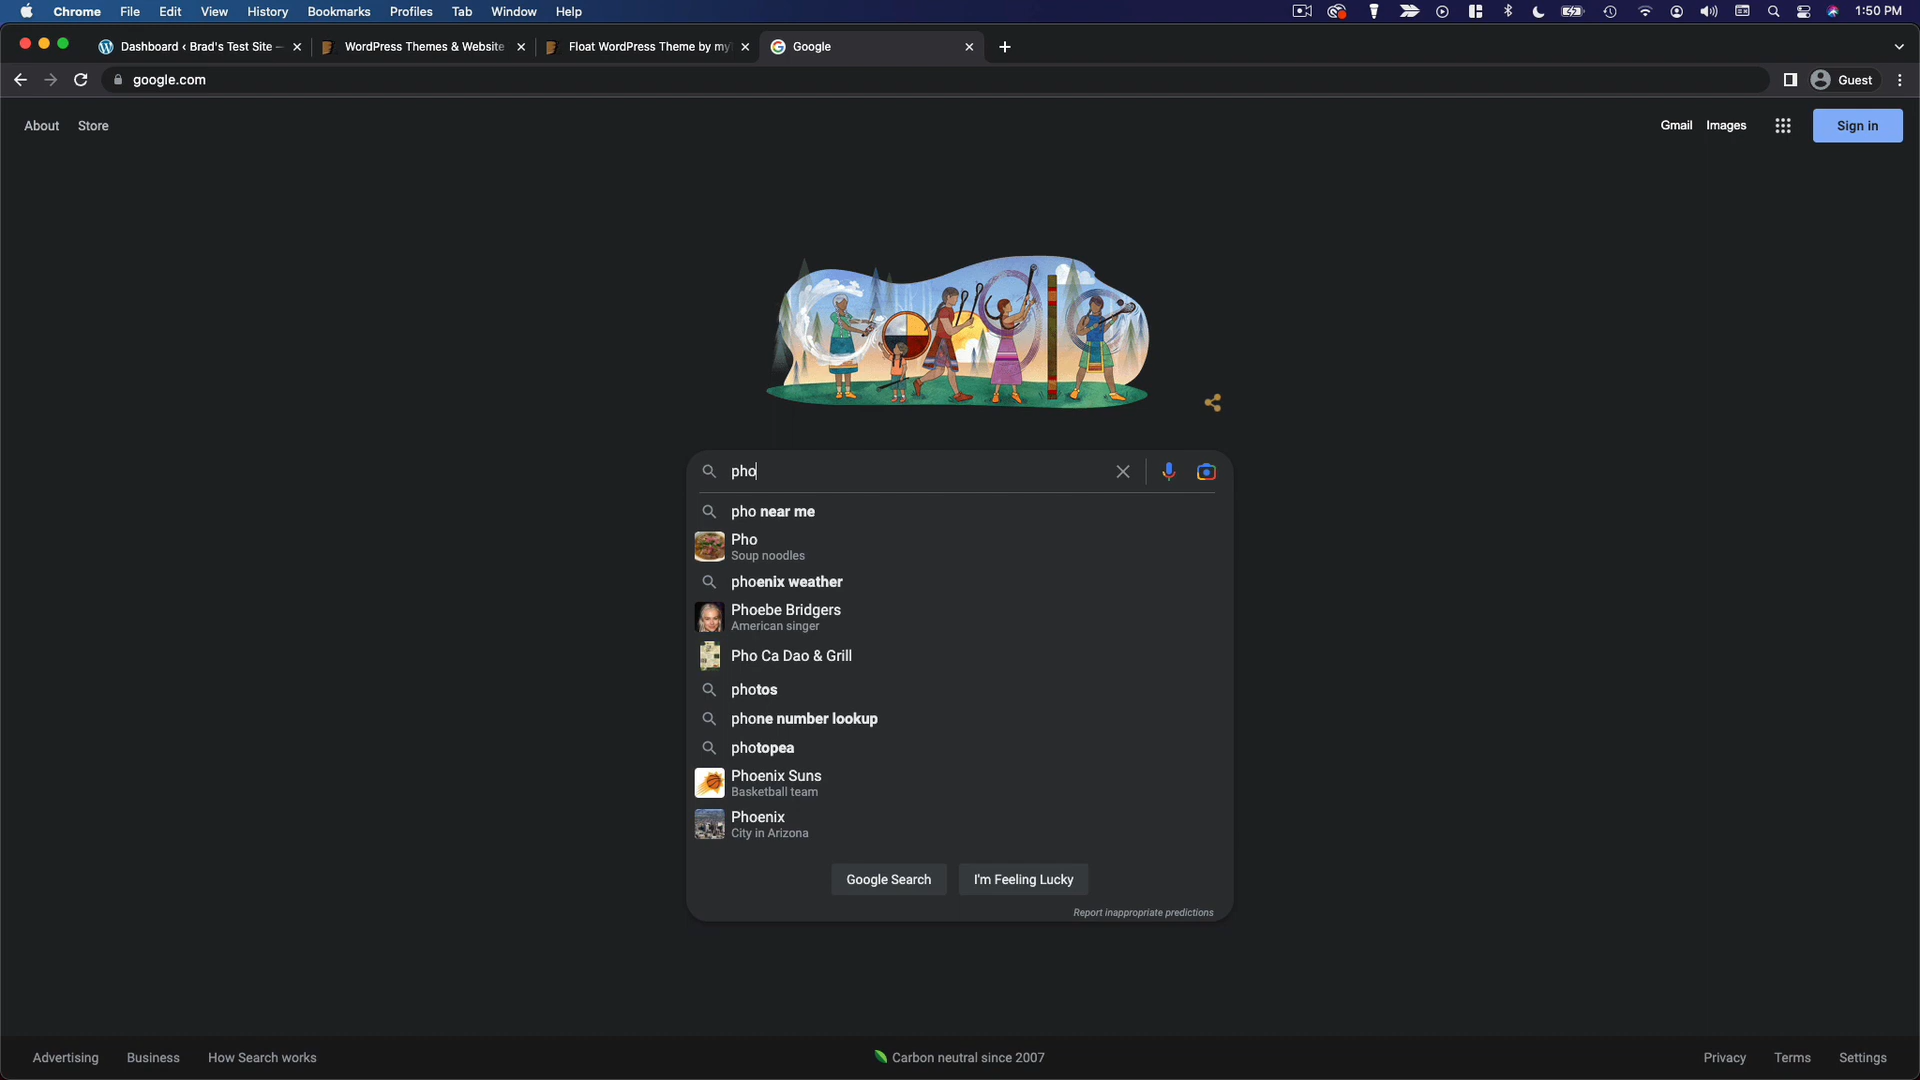 Chrome File Edit View History Bookmarks Profiles Tab Window Help 1:50 PM
Dashboard ‹ Brad's Test Site — WordPress Themes & Website Float WordPress Theme by my Google
google.com Guest
About Store Gmail Images Sign in
pho
pho near me
Pho
Soup noodles
phoenix weather
Phoebe Bridgers
American singer
Pho Ca Dao & Grill
photos
phone number lookup
photopea
Phoenix Suns
Basketball team
Phoenix
City in Arizona
Google Search I'm Feeling Lucky
Report inappropriate predictions
Advertising Business How Search works Carbon neutral since 2007 Privacy Terms Settings